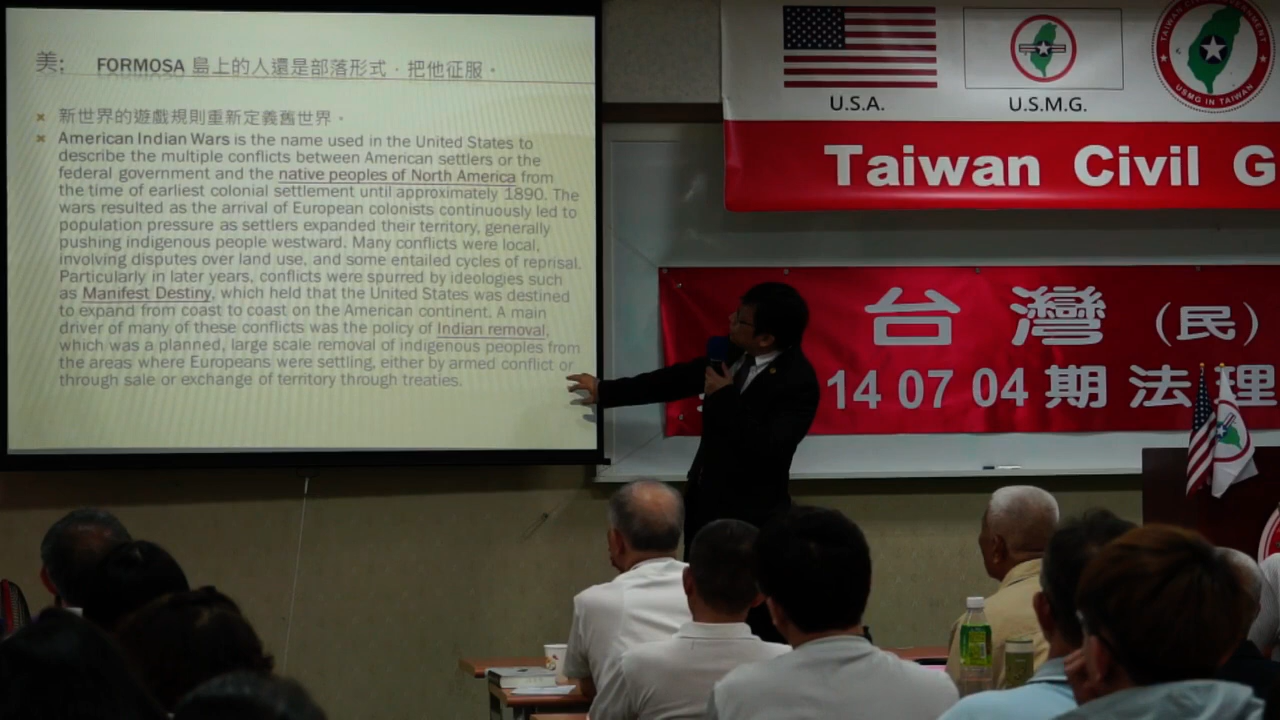 美: FORMOSA 島上的人還是部落形式，把他征服。
新世界的遊戲規則重新定義舊世界。
American Indian Wars is the name used in the United States to
describe the multiple conflicts between American settlers or the
federal government and the native peoples of North America from
the time of earliest colonial settlement until approximately 1890. The
wars resulted as the arrival of European colonists continuously led to
population pressure as settlers expanded their territory, generally
pushing indigenous people westward. Many conflicts were local,
involving disputes over land use, and some entailed cycles of reprisal.
Particularly in later years, conflicts were spurred by ideologies such
as Manifest Destiny, which held that the United States was destined
to expand from coast to coast on the American continent. A main
driver of many of these conflicts was the policy of Indian removal,
which was a planned, large scale removal of indigenous peoples from
the areas where Europeans were settling, either by armed conflict or
through sale or exchange of territory through treaties.
U.S.A.
U.S.M.G.
USMG IN TAIWAN
Taiwan Civil G
台灣（民）
14 07 04 期法理